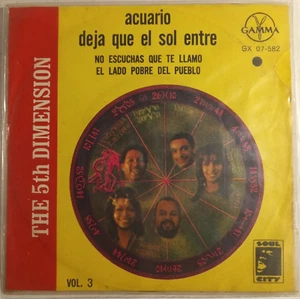 acuario
deja que el sol entre
NO ESCUCHAS QUE TE LLAMO
EL LADO POBRE DEL PUEBLO
GAMMA
GX 07-582
THE 5th DIMENSION
VOL. 3
SOUL
CITY